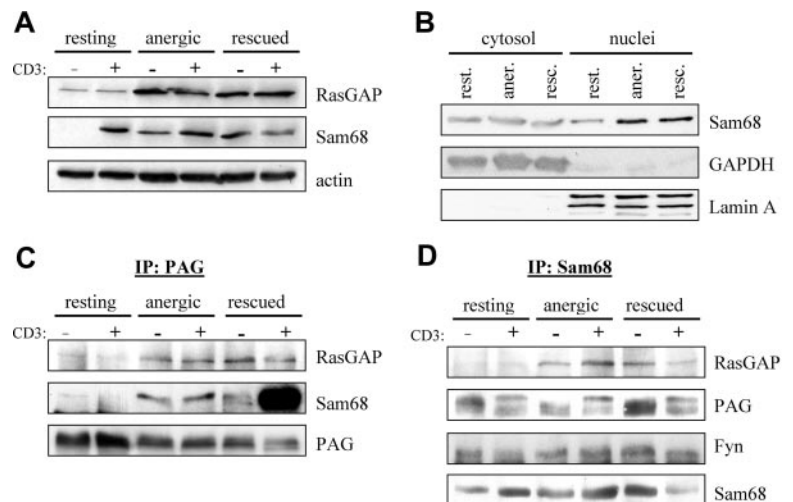 A
resting anergic rescued
CD3: - + - + - +
RasGAP
Sam68
actin
B
cytosol nuclei
rest. aner. resc. rest. aner. resc.
Sam68
GAPDH
Lamin A
C
IP: PAG
resting anergic rescued
CD3: - + - + - +
RasGAP
Sam68
PAG
D
IP: Sam68
resting anergic rescued
CD3: - + - + - +
RasGAP
PAG
Fyn
Sam68